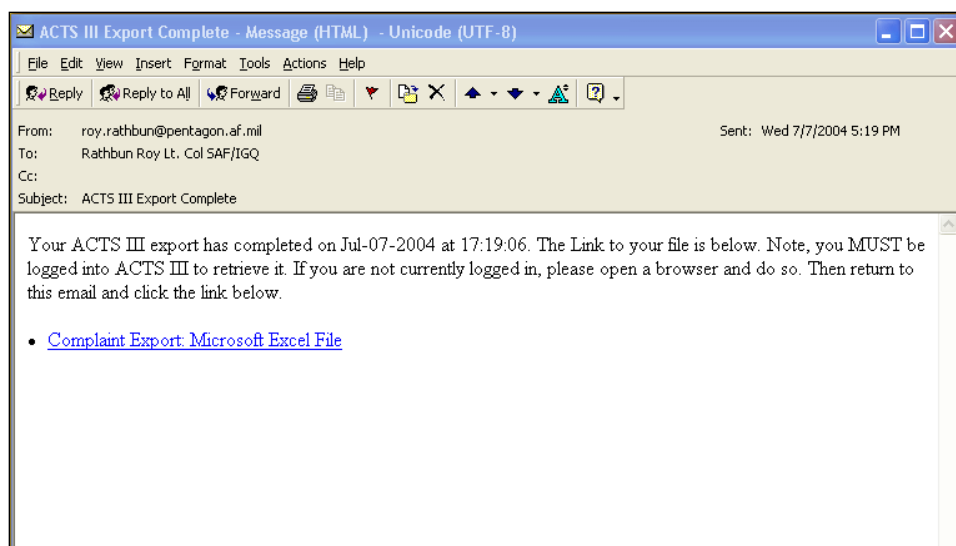 ACTS III Export Complete - Message (HTML) - Unicode (UTF-8)
File Edit View Insert Format Tools Actions Help
Reply Reply to All Forward
From: roy.rathbun@pentagon.af.mil Sent: Wed 7/7/2004 5:19 PM
To: Rathbun Roy Lt. Col SAF/IGQ
Cc:
Subject: ACTS III Export Complete
Your ACTS III export has completed on Jul-07-2004 at 17:19:06. The Link to your file is below. Note, you MUST be
logged into ACTS III to retrieve it. If you are not currently logged in, please open a browser and do so. Then return to
this email and click the link below.
• Complaint Export: Microsoft Excel File